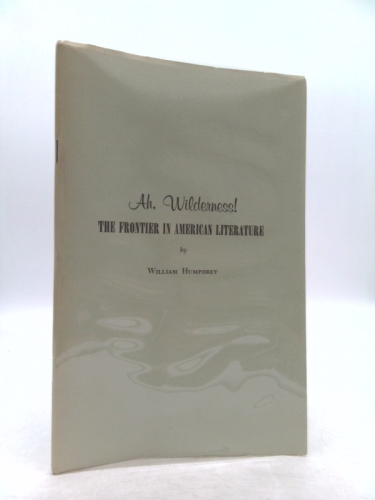 Ah, Wilderness!
THE FRONTIER IN AMERICAN LITERATURE
by
William Humphrey